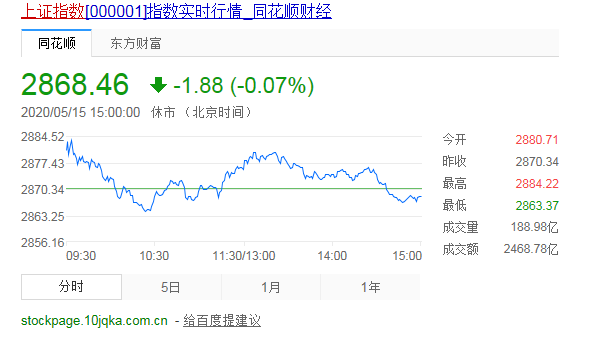 上证指数[000001]指数实时行情_同花顺财经
同花顺 东方财富
2868.46 -1.88 (-0.07%)
2020/05/15 15:00:00 休市 （北京时间）
2884.52
2877.43
2870.34
2863.25
2856.16
09:30 10:30 11:30/13:00 14:00 15:00
今开 2880.71
昨收 2870.34
最高 2884.22
最低 2863.37
成交量 188.98亿
成交额 2468.78亿
分时 5日 1月 1年
stockpage.10jqka.com.cn - 给百度提建议